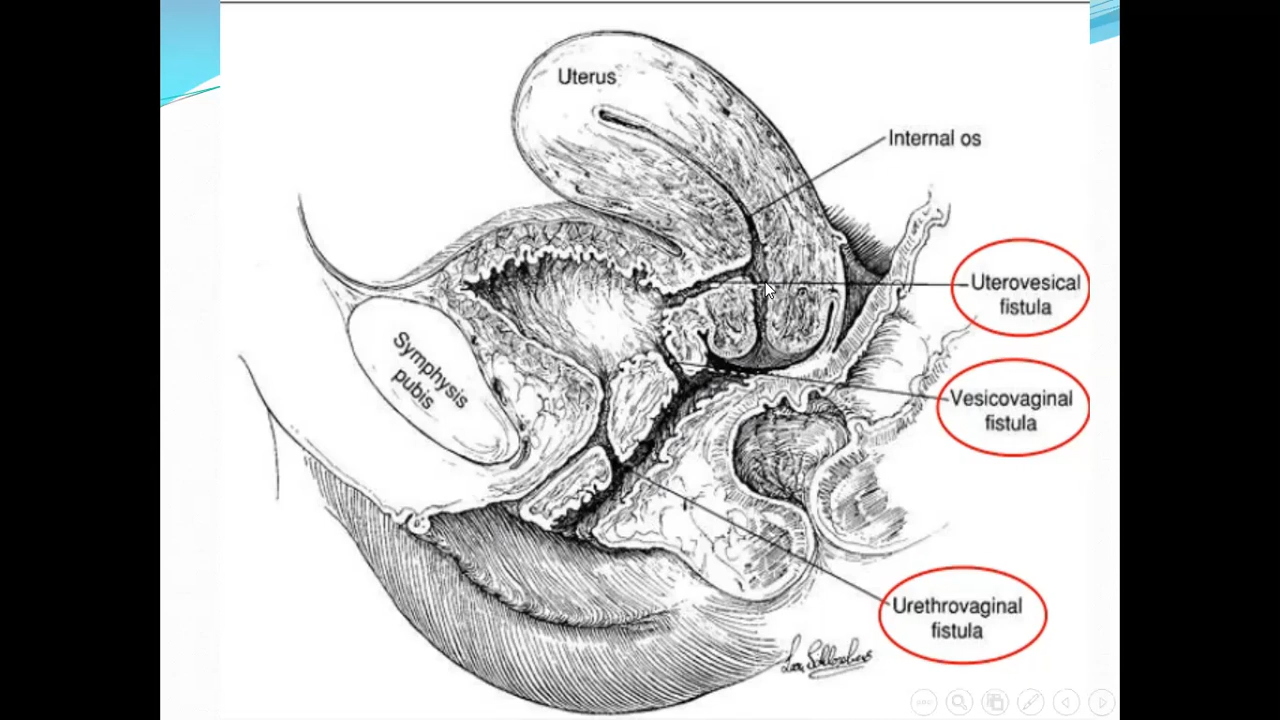 Uterus
Internal os
Uterovesical
fistula
Symphysis
pubis
Vesicovaginal
fistula
Urethrovaginal
fistula